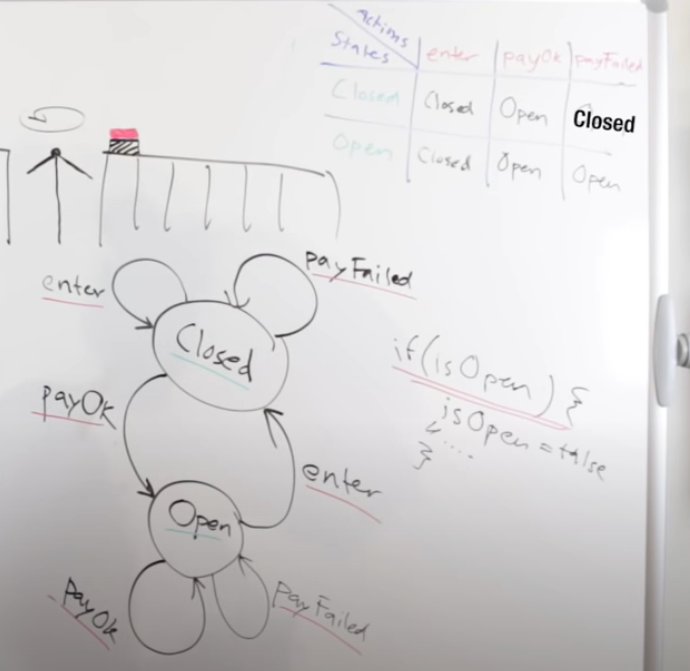 actions
States
enter
payOk
payFailed
Closed
Closed
Open
Closed
Open
Closed
Open
Open
enter
payFailed
Closed
payOk
enter
Open
payOk
PayFailed
if(isOpen) {
isOpen = false
....
}